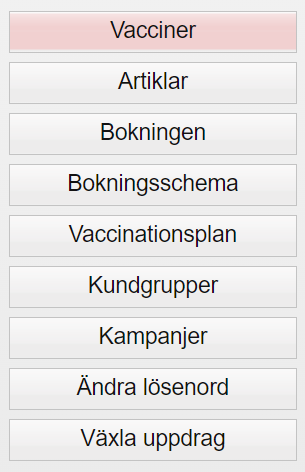 Vacciner
Artiklar
Bokningen
Bokningsschema
Vaccinationsplan
Kundgrupper
Kampanjer
Ändra lösenord
Växla uppdrag